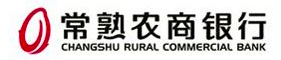 常熟农商银行
CHANGSHU RURAL COMMERCIAL BANK